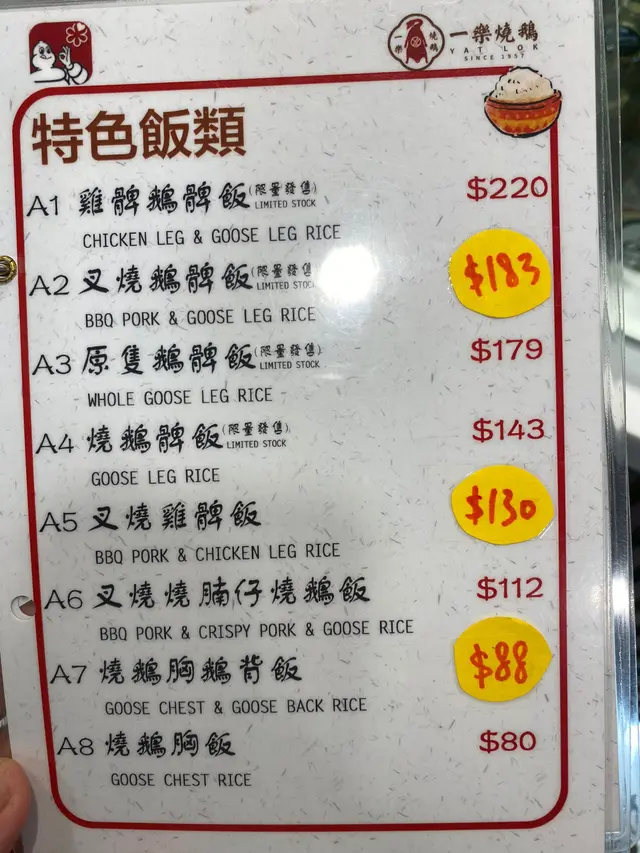 一樂燒鵝
一樂燒鵝
YAT LOK
SINCE 1957
特色飯類
A1 雞髀鵝髀飯(限量發售) $220
LIMITED STOCK
CHICKEN LEG & GOOSE LEG RICE
A2 叉燒鵝髀飯(限量發售 $183
LIMITED STOCK
BBQ PORK & GOOSE LEG RICE
A3 原隻鵝髀飯(限量發售) $179
LIMITED STOCK
WHOLE GOOSE LEG RICE
A4 燒鵝髀飯(限量發售) $143
LIMITED STOCK
GOOSE LEG RICE
A5 叉燒雞髀飯 $130
BBQ PORK & CHICKEN LEG RICE
A6 叉燒燒腩仔燒鵝飯 $112
BBQ PORK & CRISPY PORK & GOOSE RICE
A7 燒鵝胸鵝背飯 $88
GOOSE CHEST & GOOSE BACK RICE
A8 燒鵝胸飯 $80
GOOSE CHEST RICE